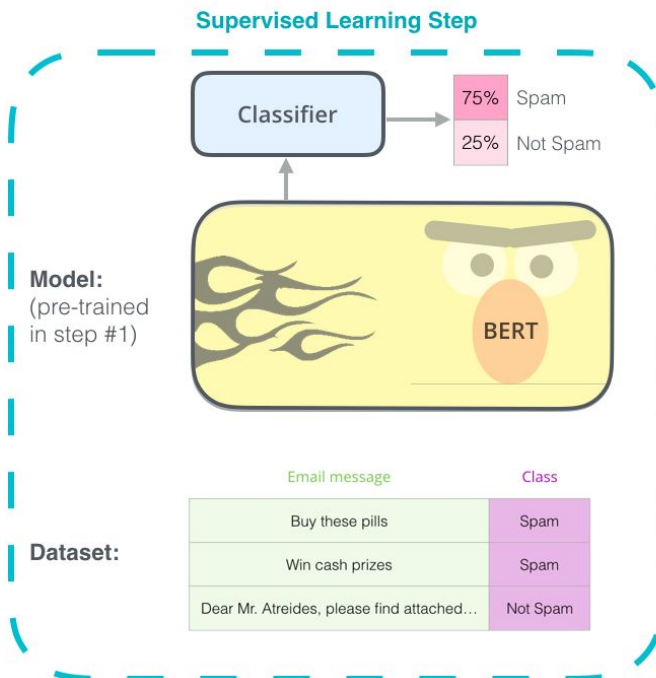 Supervised Learning Step
Classifier
75% Spam
25% Not Spam
Model:
(pre-trained
in step #1)
BERT
Email message Class
Dataset:
Buy these pills Spam
Win cash prizes Spam
Dear Mr. Atreides, please find attached… Not Spam